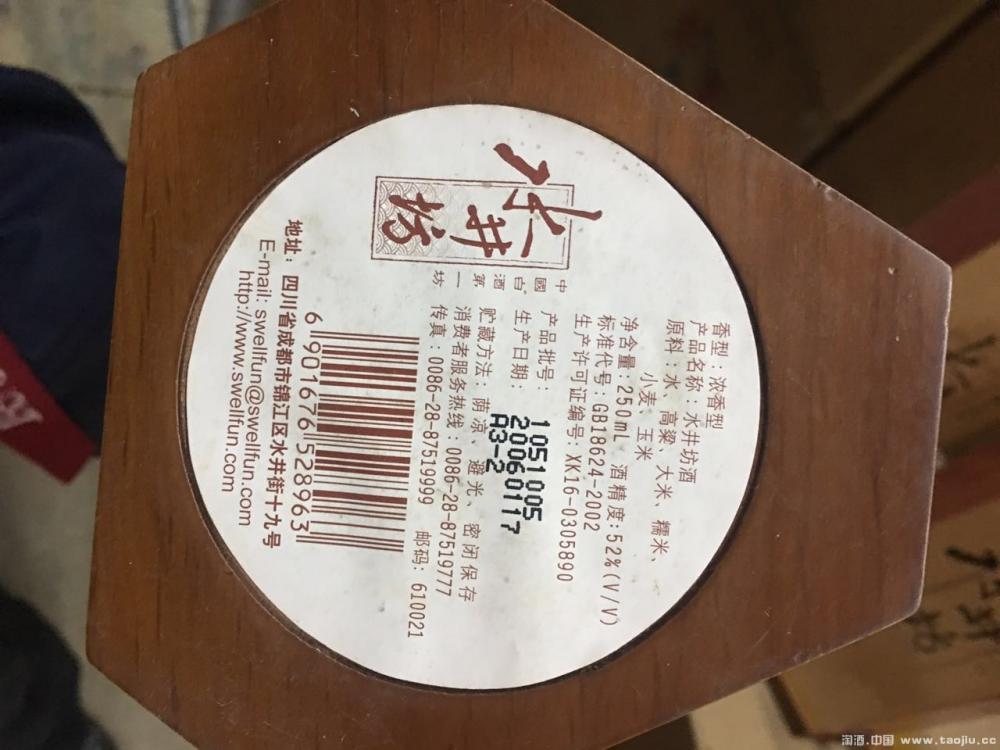 水井坊
中國白酒第一坊
香型：浓香型
产品名称：水井坊酒
原料：水、高粱、大米、糯米、
小麦、玉米
净含量：250mL 酒精度：52%(V/V)
标准代号：GB18624-2002
生产许可证编号：XK16-0305890
产品批号：1051005
生产日期：20060117
A3-2
贮藏方法：荫凉、避光、密闭保存
消费者服务热线：0086-28-87519777
传真：0086-28-87519999 邮码：610021
6 901676 528963
地址：四川省成都市锦江区水井街十九号
E-mail: swellfun@swellfun.com
http://www.swellfun.com
淘酒.中国 www.taojiu.cc